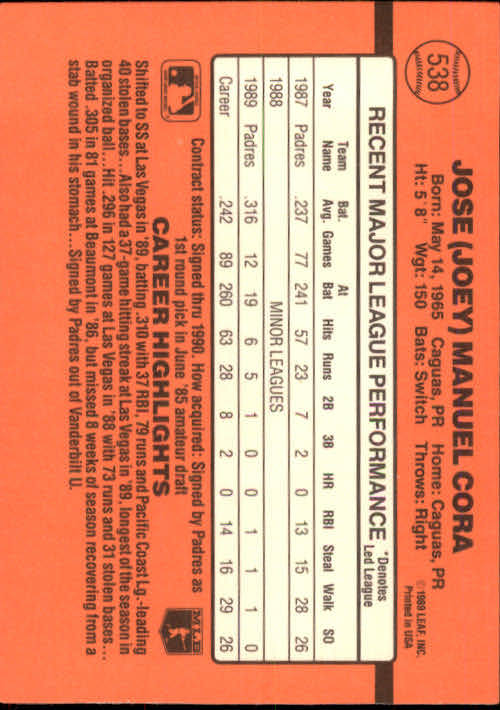 538
JOSE (JOEY) MANUEL CORA
Born: May 14, 1965 Caguas, PR Home: Caguas, PR
Ht: 5'8" Wgt: 150 Bats: Switch Throws: Right
©1989 LEAF, INC.
Printed in USA
RECENT MAJOR LEAGUE PERFORMANCE *Denotes Led League
Year Team Name Bat. Avg. Games At Bat Hits Runs 2B 3B HR RBI Steal Walk SO
1987 Padres .237 77 241 57 23 7 2 0 13 15 28 26
1988 MINOR LEAGUES
1989 Padres .316 12 19 6 5 1 0 0 1 1 1 0
Career .242 89 260 63 28 8 2 0 14 16 29 26
Contract status: Signed thru 1990. How acquired: Signed by Padres as
1st round pick in June '85 amateur draft
MLB
CAREER HIGHLIGHTS
Shifted to SS at Las Vegas in '89, batting .310 with 37 RBI, 79 runs and Pacific Coast Lg.-leading
40 stolen bases...Also had a 37-game hitting streak at Las Vegas in '89, longest of the season in
organized ball...Hit .296 in 127 games at Las Vegas in '88 with 73 runs and 31 stolen bases...
Batted .305 in 81 games at Beaumont in '86, but missed 8 weeks of season recovering from a
stab wound in his stomach...Signed by Padres out of Vanderbilt U.